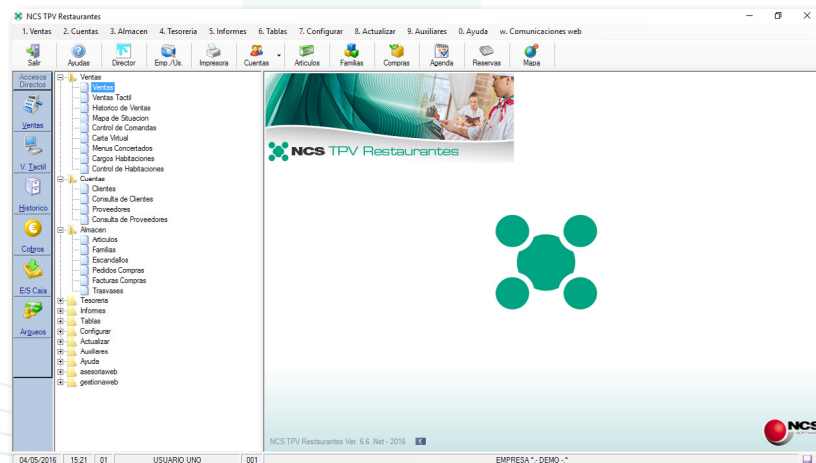 NCS TPV Restaurantes
1. Ventas 2. Cuentas 3. Almacen 4. Tesoreria 5. Informes 6. Tablas 7. Configurar 8. Actualizar 9. Auxiliares 0. Ayuda w. Comunicaciones web
Salir Ayudas Director Emp./Us. Impresora Cuentas Articulos Familias Compras Agenda Reservas Mapa
Accesos
Directos
Ventas
V. Tactil
Historico
Cobros
E/S Caja
Arqueos
Ventas
Ventas
Ventas Tactil
Historico de Ventas
Mapa de Situacion
Control de Comandas
Carta Virtual
Menus Concertados
Cargos Habitaciones
Control de Habitaciones
Cuentas
Clientes
Consulta de Clientes
Proveedores
Consulta de Proveedores
Almacen
Articulos
Familias
Escandallos
Pedidos Compras
Facturas Compras
Trasvases
Tesoreria
Informes
Tablas
Configurar
Actualizar
Auxiliares
Ayuda
asesoriaweb
gestionaweb
NCS TPV Restaurantes
NCS TPV Restaurantes Ver. 6.6 .Net - 2016
NCS
SOFTWARE
04/05/2016 15:21 01 USUARIO UNO 001 EMPRESA *.- DEMO -.*